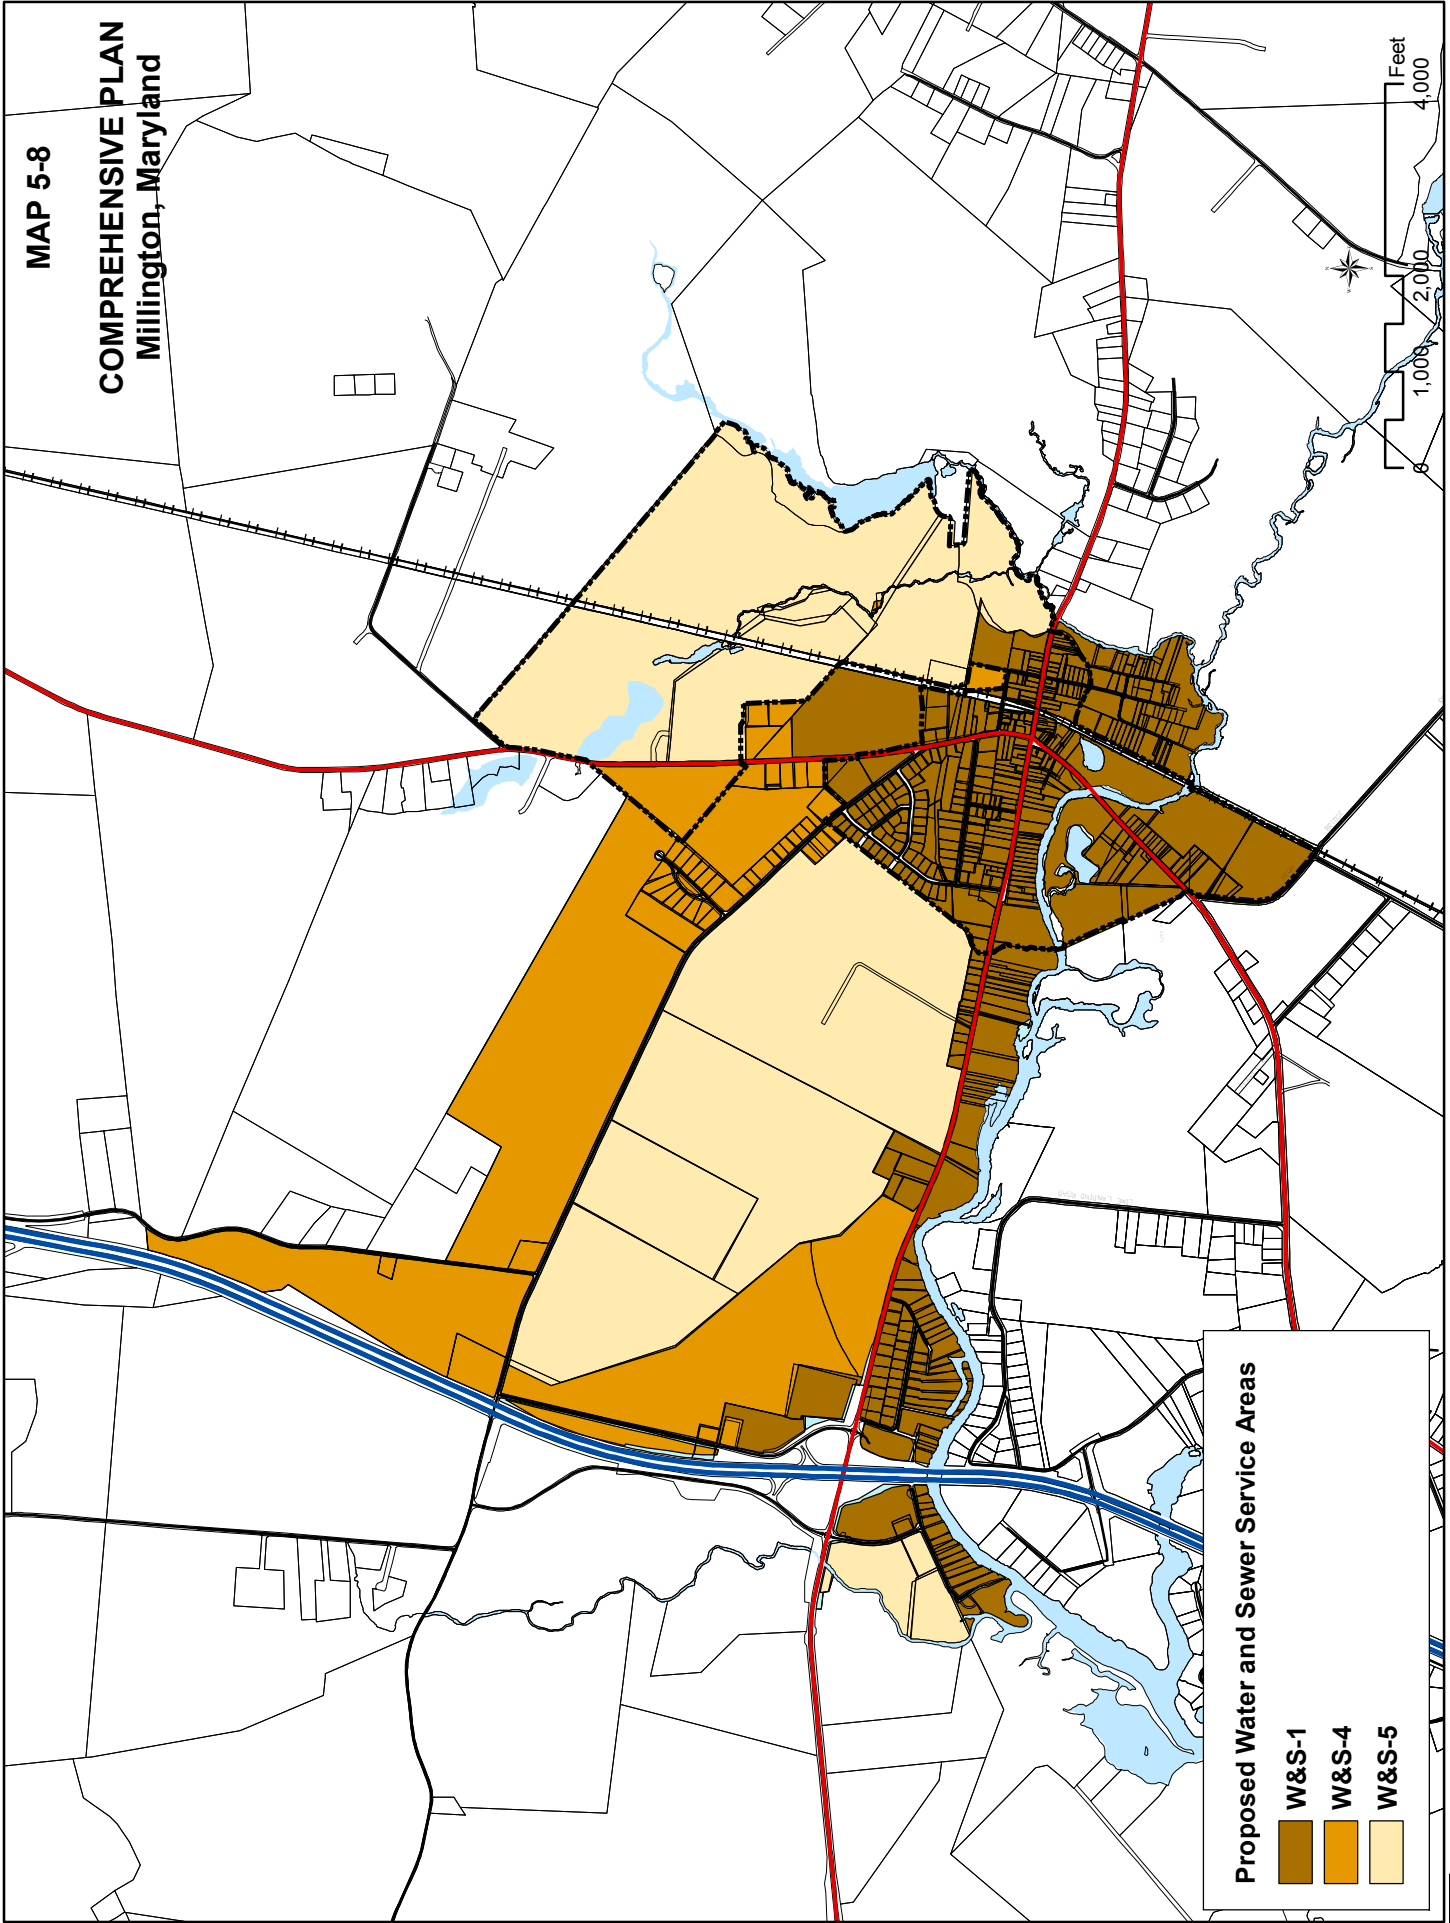 MAP 5-8
COMPREHENSIVE PLAN
Millington, Maryland
Feet
0
1,000
2,000
4,000
Proposed Water and Sewer Service Areas
W&S-1
W&S-4
W&S-5